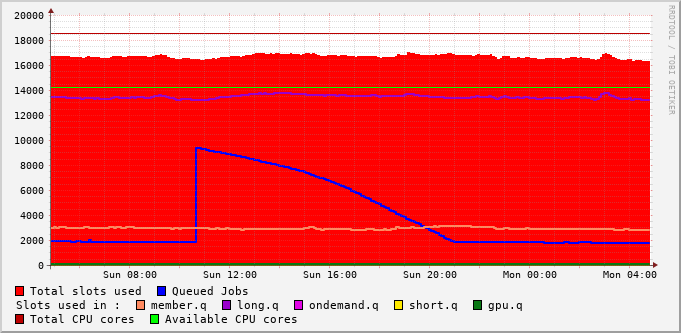 20000
18000
16000
14000
12000
10000
8000
6000
4000
2000
0
Sun 08:00 Sun 12:00 Sun 16:00 Sun 20:00 Mon 00:00 Mon 04:00
Total slots used Queued Jobs
Slots used in : member.q long.q ondemand.q short.q gpu.q
Total CPU cores Available CPU cores
RRDTOOL / TOBI OETIKER